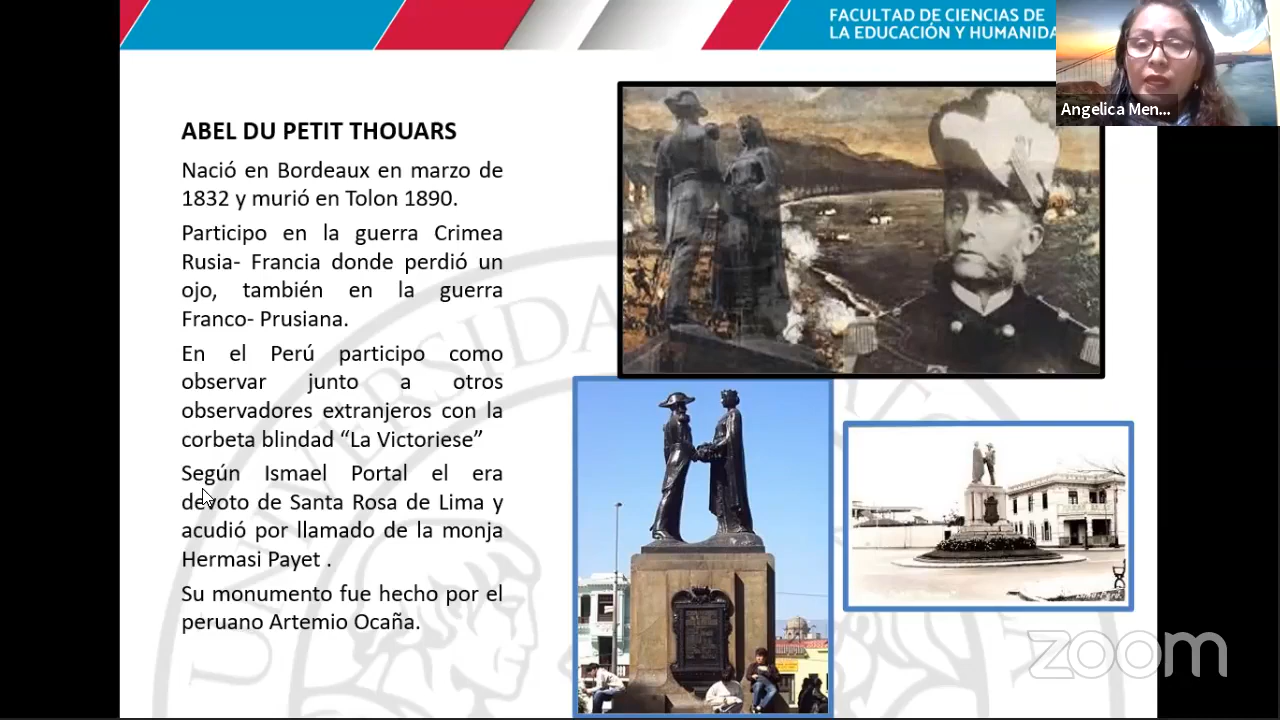 FACULTAD DE CIENCIAS DE
LA EDUCACIÓN Y HUMANIDA
Angelica Men...
ABEL DU PETIT THOUARS
Nació en Bordeaux en marzo de
1832 y murió en Tolon 1890.
Participo en la guerra Crimea
Rusia- Francia donde perdió un
ojo, también en la guerra
Franco- Prusiana.
En el Perú participo como
observar junto a otros
observadores extranjeros con la
corbeta blindad “La Victoriese”
Según Ismael Portal el era
devoto de Santa Rosa de Lima y
acudió por llamado de la monja
Hermasi Payet .
Su monumento fue hecho por el
peruano Artemio Ocaña.
zoom